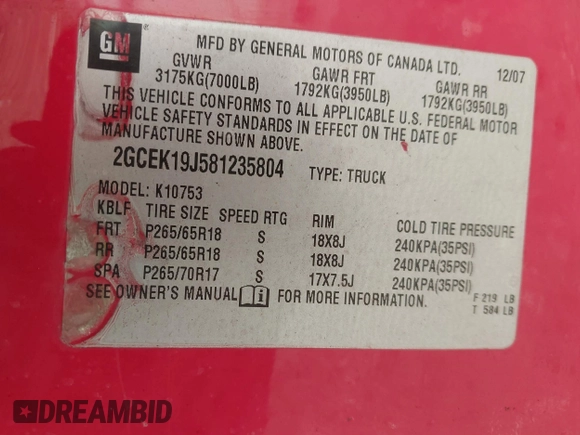 GM
MFD BY GENERAL MOTORS OF CANADA LTD. 12/07
GVWR GAWR FRT GAWR RR
3175KG(7000LB) 1792KG(3950LB) 1792KG(3950LB)
THIS VEHICLE CONFORMS TO ALL APPLICABLE U.S. FEDERAL MOTOR
VEHICLE SAFETY STANDARDS IN EFFECT ON THE DATE OF
MANUFACTURE SHOWN ABOVE.
2GCEK19J581235804 TYPE: TRUCK
MODEL: K10753
KBLF TIRE SIZE SPEED RTG RIM COLD TIRE PRESSURE
FRT P265/65R18 S 18X8J 240KPA(35PSI)
RR P265/65R18 S 18X8J 240KPA(35PSI)
SPA P265/70R17 S 17X7.5J 240KPA(35PSI)
SEE OWNER'S MANUAL FOR MORE INFORMATION.
F 219 LB
T 584 LB
DREAMBID